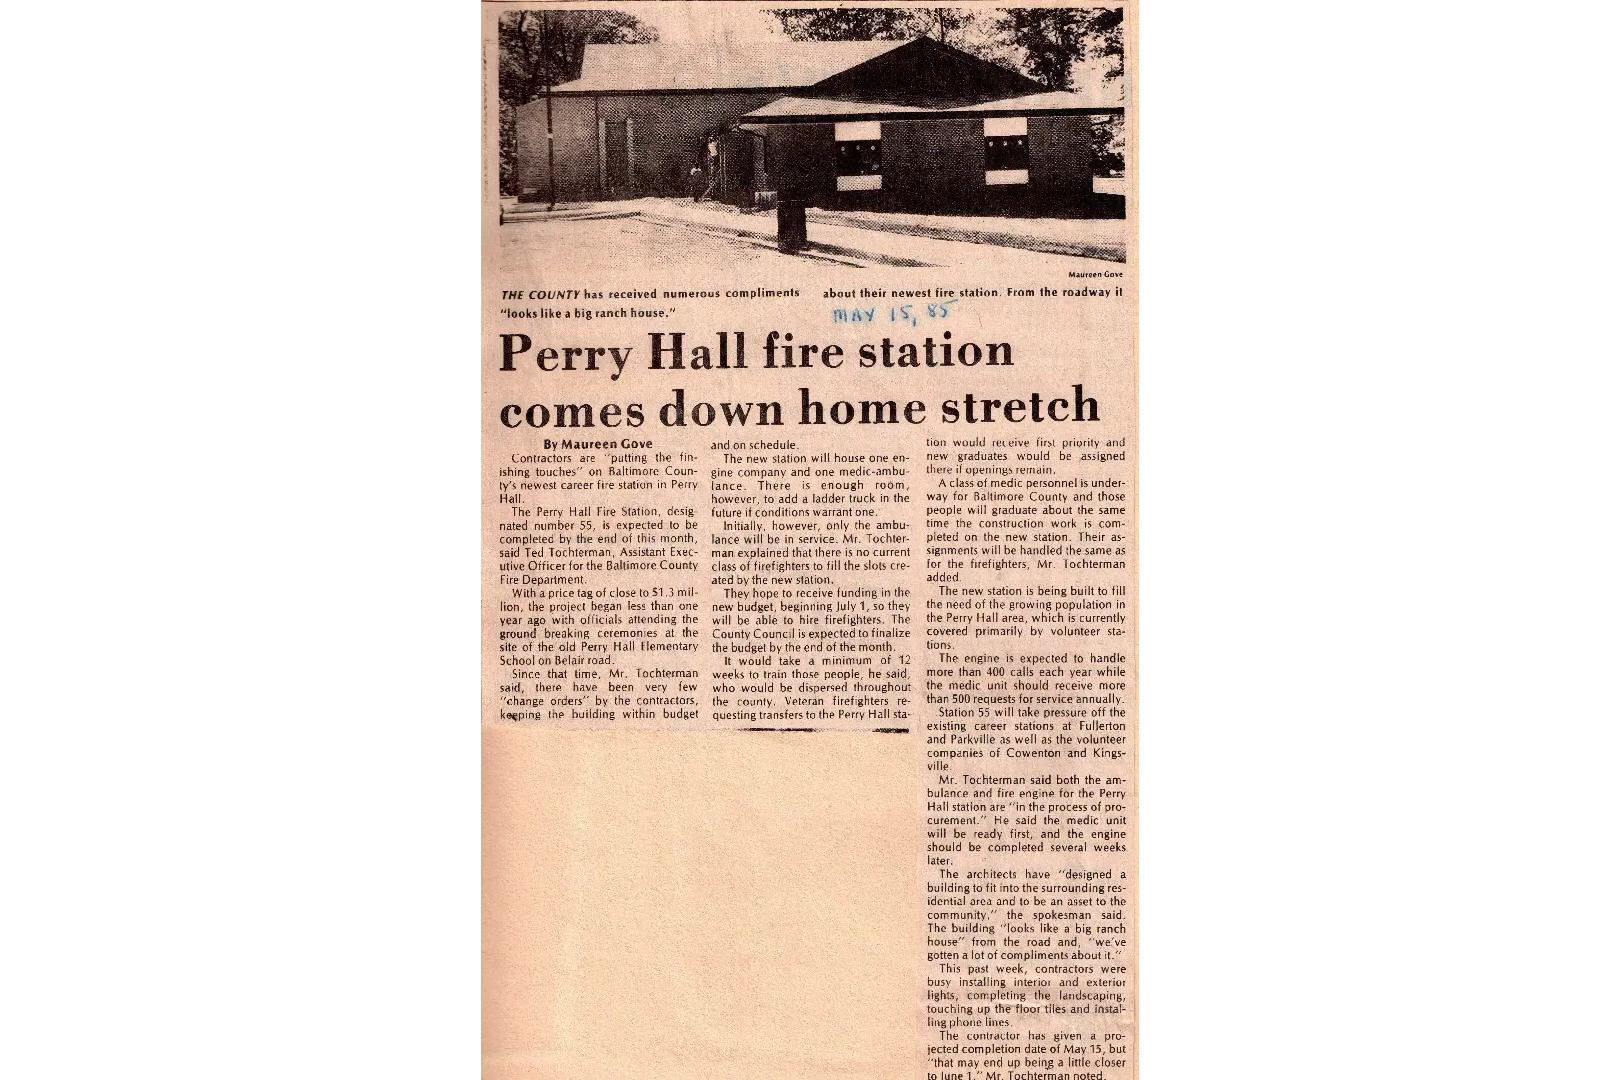 Maureen Gove
THE COUNTY has received numerous compliments about their newest fire station. From the roadway it
"looks like a big ranch house."
MAY 15, 85
Perry Hall fire station
comes down home stretch
By Maureen Gove
Contractors are "putting the fin-
ishing touches" on Baltimore Coun-
ty's newest career fire station in Perry
Hall.
The Perry Hall Fire Station, desig-
nated number 55, is expected to be
completed by the end of this month,
said Ted Tochterman, Assistant Exec-
utive Officer for the Baltimore County
Fire Department.
With a price tag of close to $1.3 mil-
lion, the project began less than one
year ago with officials attending the
ground breaking ceremonies at the
site of the old Perry Hall Elementary
School on Belair road.
Since that time, Mr. Tochterman
said, there have been very few
"change orders" by the contractors,
keeping the building within budget
and on schedule.
The new station will house one en-
gine company and one medic-ambu-
lance. There is enough room,
however, to add a ladder truck in the
future if conditions warrant one.
Initially, however, only the ambu-
lance will be in service. Mr. Tochter-
man explained that there is no current
class of firefighters to fill the slots cre-
ated by the new station.
They hope to receive funding in the
new budget, beginning July 1, so they
will be able to hire firefighters. The
County Council is expected to finalize
the budget by the end of the month.
It would take a minimum of 12
weeks to train those people, he said,
who would be dispersed throughout
the county. Veteran firefighters re-
questing transfers to the Perry Hall sta-
tion would receive first priority and
new graduates would be assigned
there if openings remain.
A class of medic personnel is under-
way for Baltimore County and those
people will graduate about the same
time the construction work is com-
pleted on the new station. Their as-
signments will be handled the same as
for the firefighters, Mr. Tochterman
added.
The new station is being built to fill
the need of the growing population in
the Perry Hall area, which is currently
covered primarily by volunteer sta-
tions.
The engine is expected to handle
more than 400 calls each year while
the medic unit should receive more
than 500 requests for service annually.
Station 55 will take pressure off the
existing career stations at Fullerton
and Parkville as well as the volunteer
companies of Cowenton and Kings-
ville.
Mr. Tochterman said both the am-
bulance and fire engine for the Perry
Hall station are "in the process of pro-
curement." He said the medic unit
will be ready first, and the engine
should be completed several weeks
later.
The architects have "designed a
building to fit into the surrounding res-
idential area and to be an asset to the
community," the spokesman said.
The building "looks like a big ranch
house" from the road and, "we've
gotten a lot of compliments about it."
This past week, contractors were
busy installing interior and exterior
lights, completing the landscaping,
touching up the floor tiles and instal-
ling phone lines.
The contractor has given a pro-
jected completion date of May 15, but
"that may end up being a little closer
to June 1," Mr. Tochterman noted.